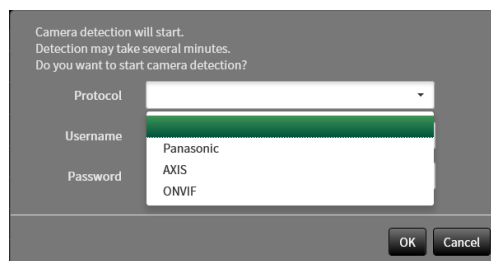 Camera detection will start.
Detection may take several minutes.
Do you want to start camera detection?
Protocol
Username
Panasonic
AXIS
Password
ONVIF
OK Cancel